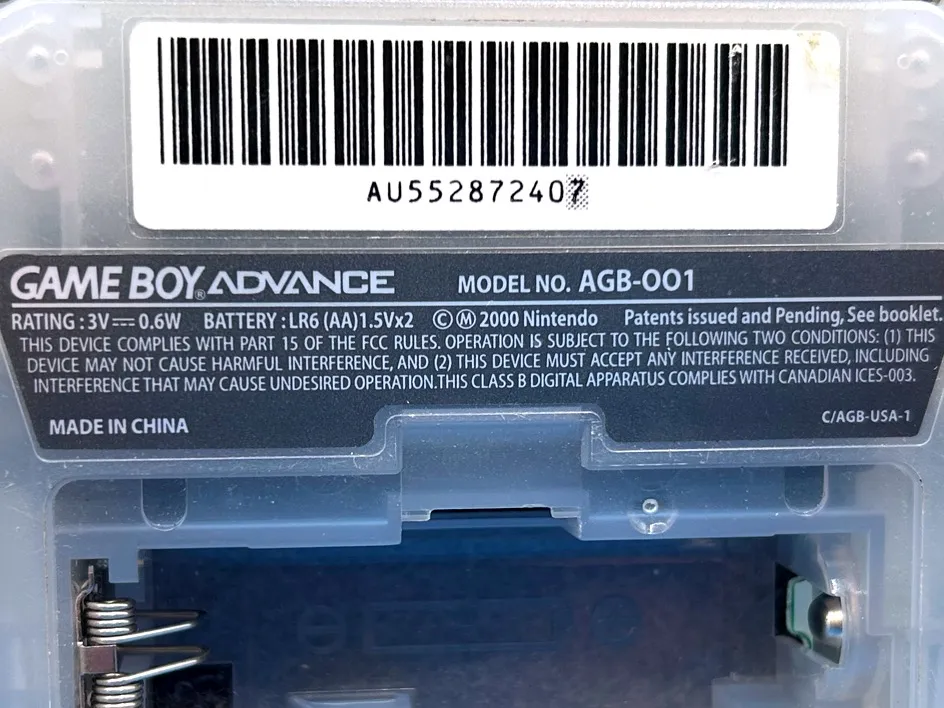 AU552872407
GAME BOY® ADVANCE MODEL NO. AGB-001
RATING : 3V⎓ 0.6W BATTERY : LR6 (AA)1.5Vx2 ©Ⓜ 2000 Nintendo Patents issued and Pending, See booklet.
THIS DEVICE COMPLIES WITH PART 15 OF THE FCC RULES. OPERATION IS SUBJECT TO THE FOLLOWING TWO CONDITIONS: (1) THIS
DEVICE MAY NOT CAUSE HARMFUL INTERFERENCE, AND (2) THIS DEVICE MUST ACCEPT ANY INTERFERENCE RECEIVED, INCLUDING
INTERFERENCE THAT MAY CAUSE UNDESIRED OPERATION.THIS CLASS B DIGITAL APPARATUS COMPLIES WITH CANADIAN ICES-003.
MADE IN CHINA C/AGB-USA-1